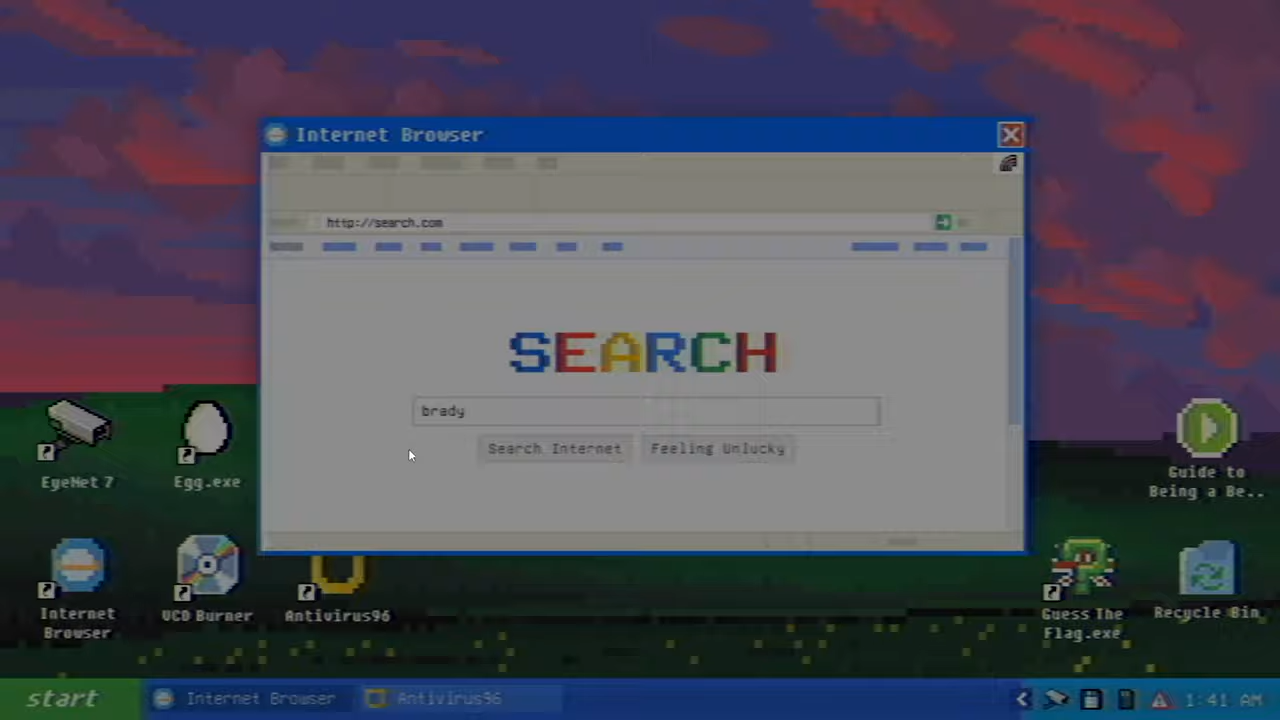 Internet Browser
http://search.com
SEARCH
brady
Search Internet
Feeling Unlucky
EyeNet 7
Egg.exe
Guide to
Being a Be..
Internet
Browser
VCD Burner
Antivirus96
Guess The
Flag.exe
Recycle Bin
start
Internet Browser
Antivirus96
1:41 AM